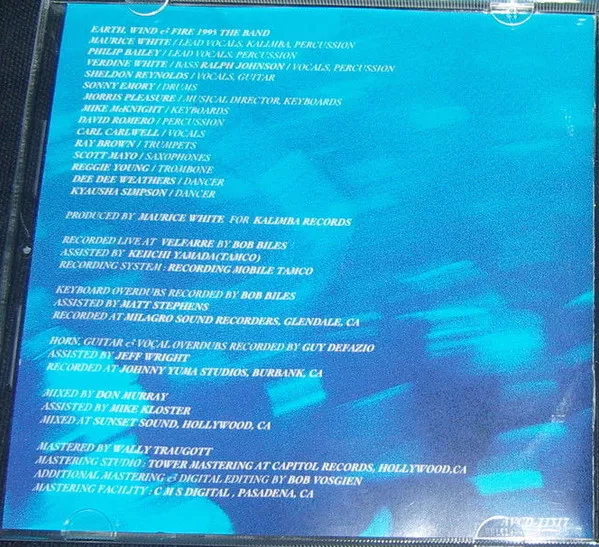 EARTH, WIND & FIRE 1995 THE BAND
MAURICE WHITE / LEAD VOCALS, KALIMBA, PERCUSSION
PHILIP BAILEY / LEAD VOCALS, PERCUSSION
VERDINE WHITE / BASS RALPH JOHNSON / VOCALS, PERCUSSION
SHELDON REYNOLDS / VOCALS, GUITAR
SONNY EMORY / DRUMS
MORRIS PLEASURE / MUSICAL DIRECTOR, KEYBOARDS
MIKE McKNIGHT / KEYBOARDS
DAVID ROMERO / PERCUSSION
CARL CARLWELL / VOCALS
RAY BROWN / TRUMPETS
SCOTT MAYO / SAXOPHONES
REGGIE YOUNG / TROMBONE
DEE DEE WEATHERS / DANCER
KYAUSHA SIMPSON / DANCER
PRODUCED BY MAURICE WHITE FOR KALIMBA RECORDS
RECORDED LIVE AT VELFARRE BY BOB BILES
ASSISTED BY KEIICHI YAMADA(TAMCO)
RECORDING SYSTEM : RECORDING MOBILE TAMCO
KEYBOARD OVERDUBS RECORDED BY BOB BILES
ASSISTED BY MATT STEPHENS
RECORDED AT MILAGRO SOUND RECORDERS, GLENDALE, CA
HORN, GUITAR & VOCAL OVERDUBS RECORDED BY GUY DEFAZIO
ASSISTED BY JEFF WRIGHT
RECORDED AT JOHNNY YUMA STUDIOS, BURBANK, CA
MIXED BY DON MURRAY
ASSISTED BY MIKE KLOSTER
MIXED AT SUNSET SOUND, HOLLYWOOD, CA
MASTERED BY WALLY TRAUGOTT
MASTERING STUDIO : TOWER MASTERING AT CAPITOL RECORDS, HOLLYWOOD,CA
ADDITIONAL MASTERING & DIGITAL EDITING BY BOB VOSGIEN
MASTERING FACILITY : C M S DIGITAL , PASADENA, CA